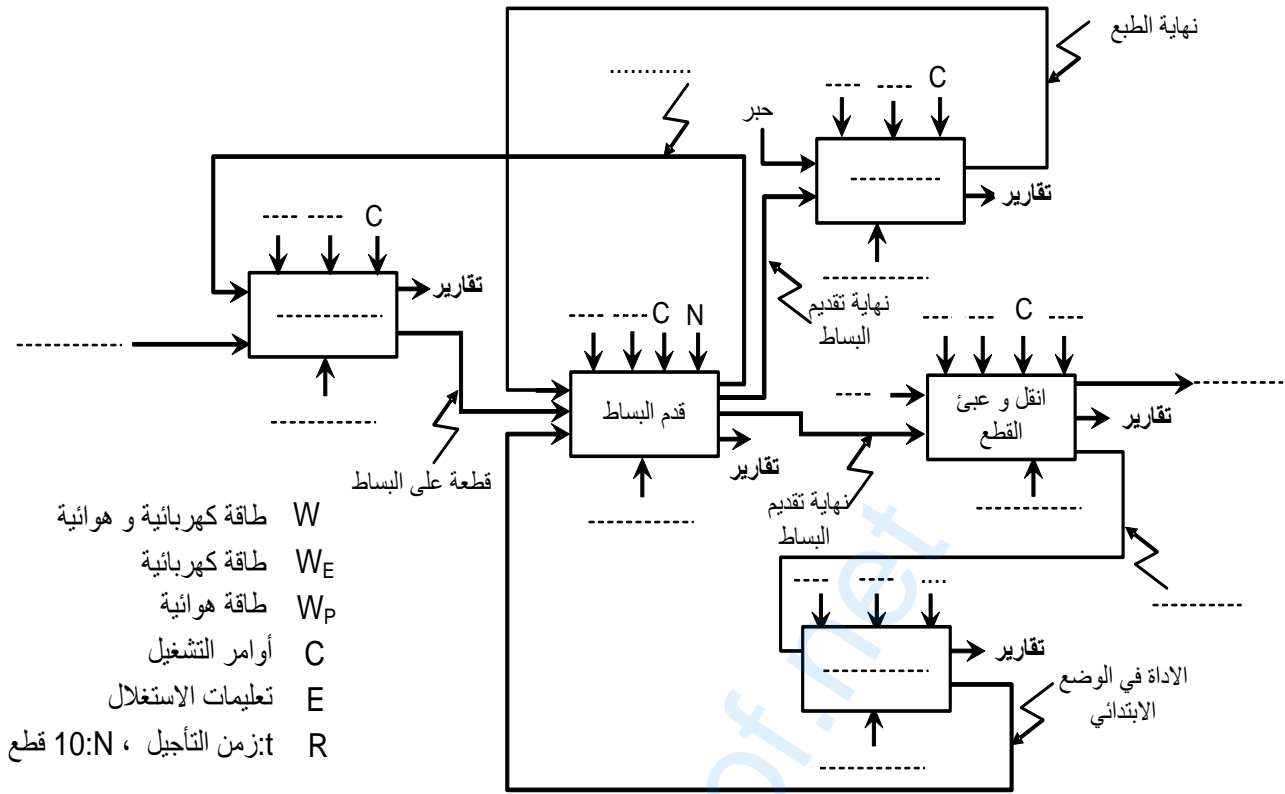 نهاية الطبع
............
---- ---- C
حبر
----------
تقارير
------------
---- ---- C
تقارير
-------------
------------
------------
نهاية تقديم
البساط
---- ---- C N
قدم البساط
تقارير
------------
---- ---- C ----
----
انقل و عبئ
القطع
----------
تقارير
------------
قطعة على البساط
نهاية تقديم
البساط
----------
---- ---- ....
----------
تقارير
------------
الاداة في الوضع
الابتدائي
W طاقة كهربائية و هوائية
WE طاقة كهربائية
WP طاقة هوائية
C أوامر التشغيل
E تعليمات الاستغلال
R t:زمن التأجيل ، N:10 قطع
of.net